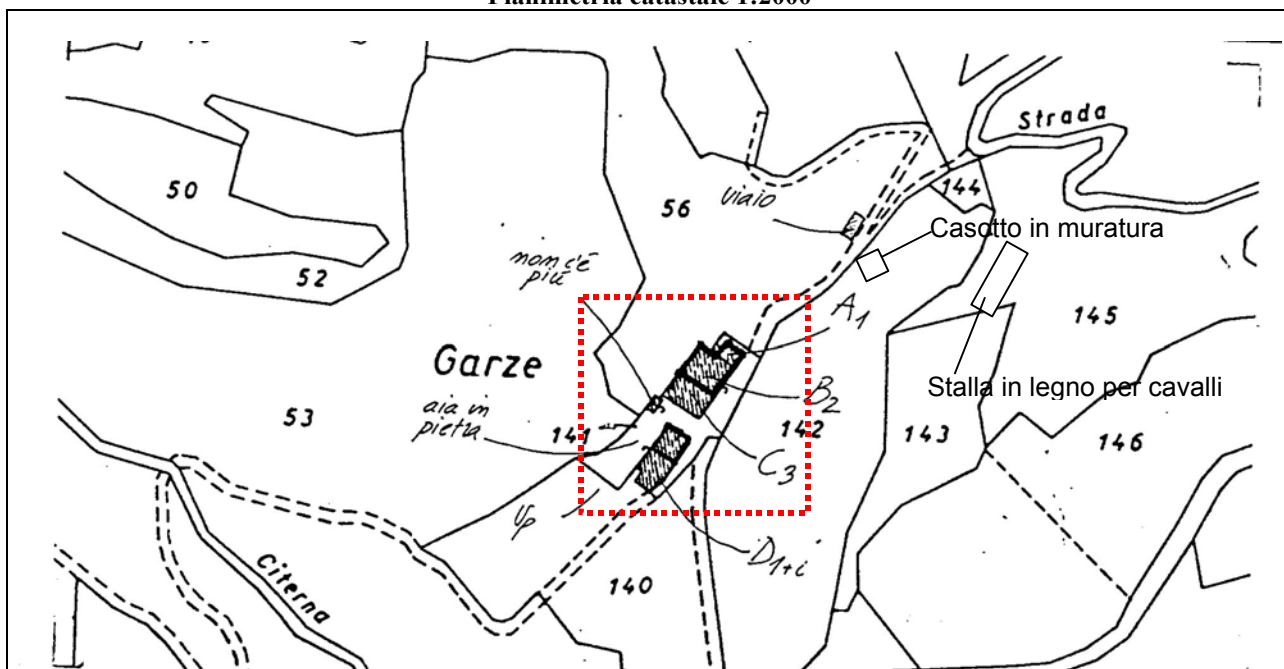 Planimetria catastale 1:2000
Strada
50
56
viaio
144
Casotto in muratura
non c'è
più
52
A1
145
Garze
Stalla in legno per cavalli
B2
aia in
pietra
53
141
142
143
146
C3
Up
D1+i
Citerna
140